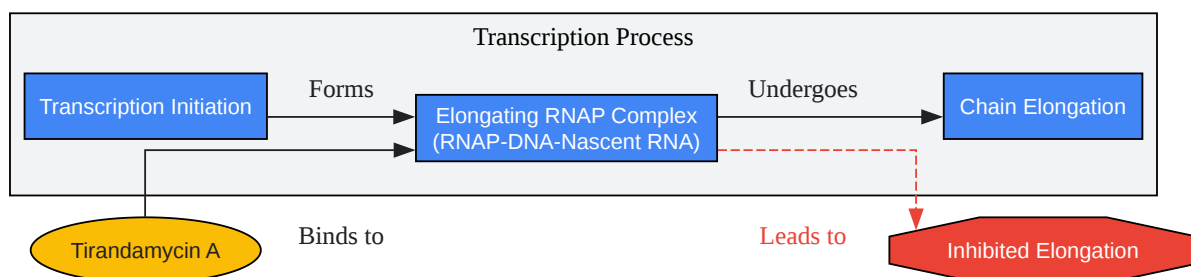 Transcription Process
Forms
Undergoes
Transcription Initiation
Elongating RNAP Complex
(RNAP-DNA-Nascent RNA)
Chain Elongation
Tirandamycin A
Binds to
Leads to
Inhibited Elongation